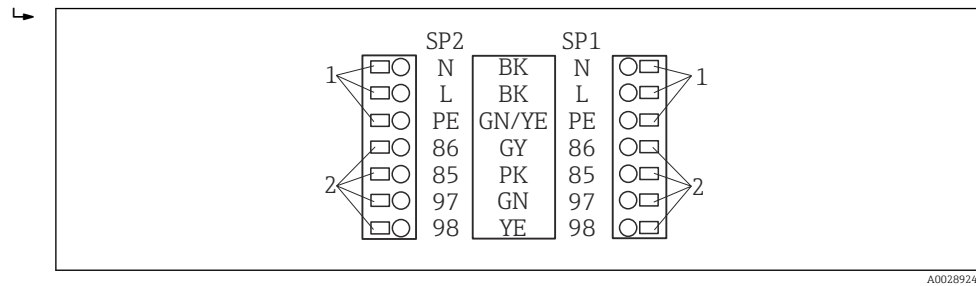 SP2 SP1
1 N BK N 1
L BK L
PE GN/YE PE
86 GY 86
2 85 PK 85 2
97 GN 97
98 YE 98
A0028924